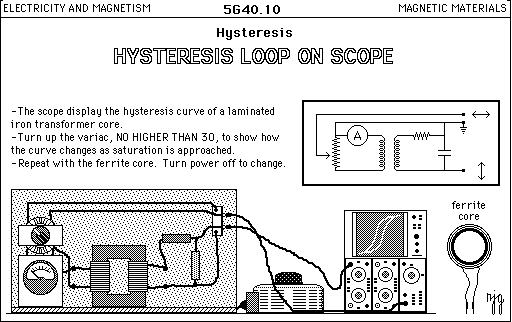 ELECTRICITY AND MAGNETISM
5G40.10
MAGNETIC MATERIALS
Hysteresis
HYSTERESIS LOOP ON SCOPE
-The scope display the hysteresis curve of a laminated
iron transformer core.
-Turn up the variac, NO HIGHER THAN 30, to show how
the curve changes as saturation is approached.
-Repeat with the ferrite core. Turn power off to change.
A
ferrite
core